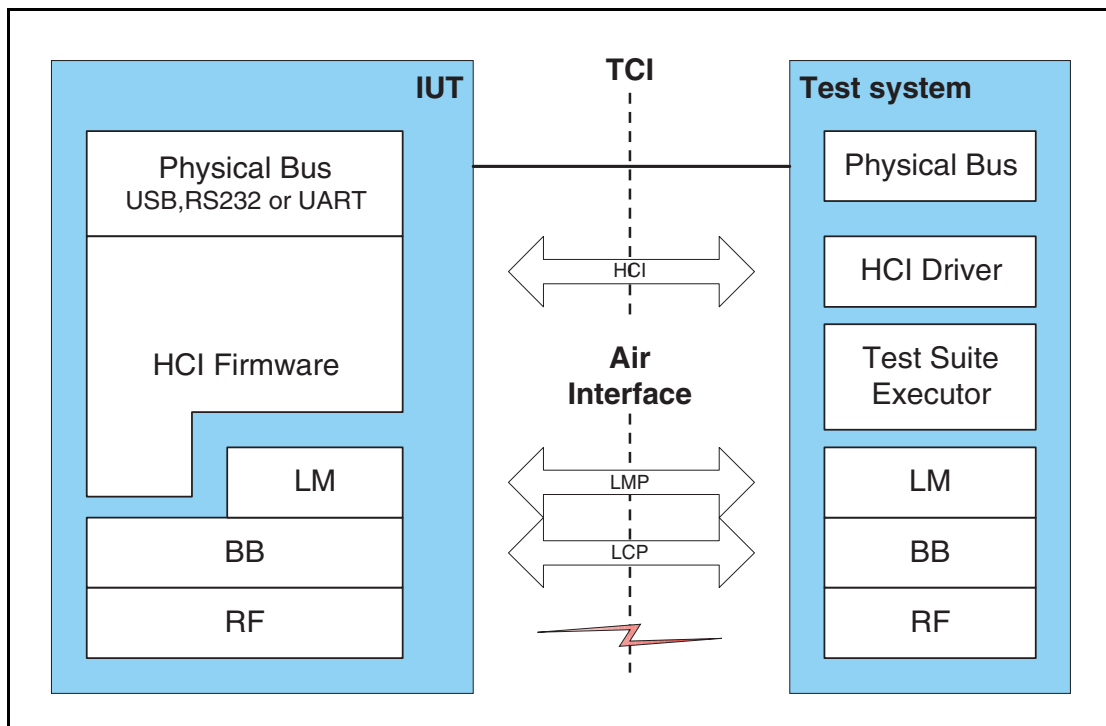 IUT
Physical Bus
USB,RS232 or UART
HCI Firmware
LM
BB
RF
TCI
HCI
Air
Interface
LMP
LCP
Test system
Physical Bus
HCI Driver
Test Suite
Executor
LM
BB
RF